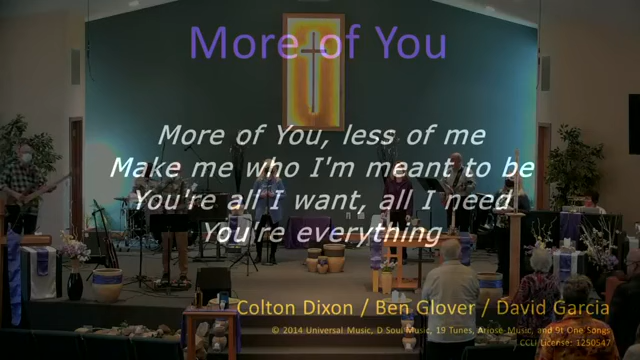 More of You
More of You, less of me
Make me who I'm meant to be
You're all I want, all I need
You're everything
Colton Dixon / Ben Glover / David Garcia
© 2014 Universal Music, D Soul Music, 19 Tunes, Ariose Music, and 9t One Songs
CCLI License: 1250547